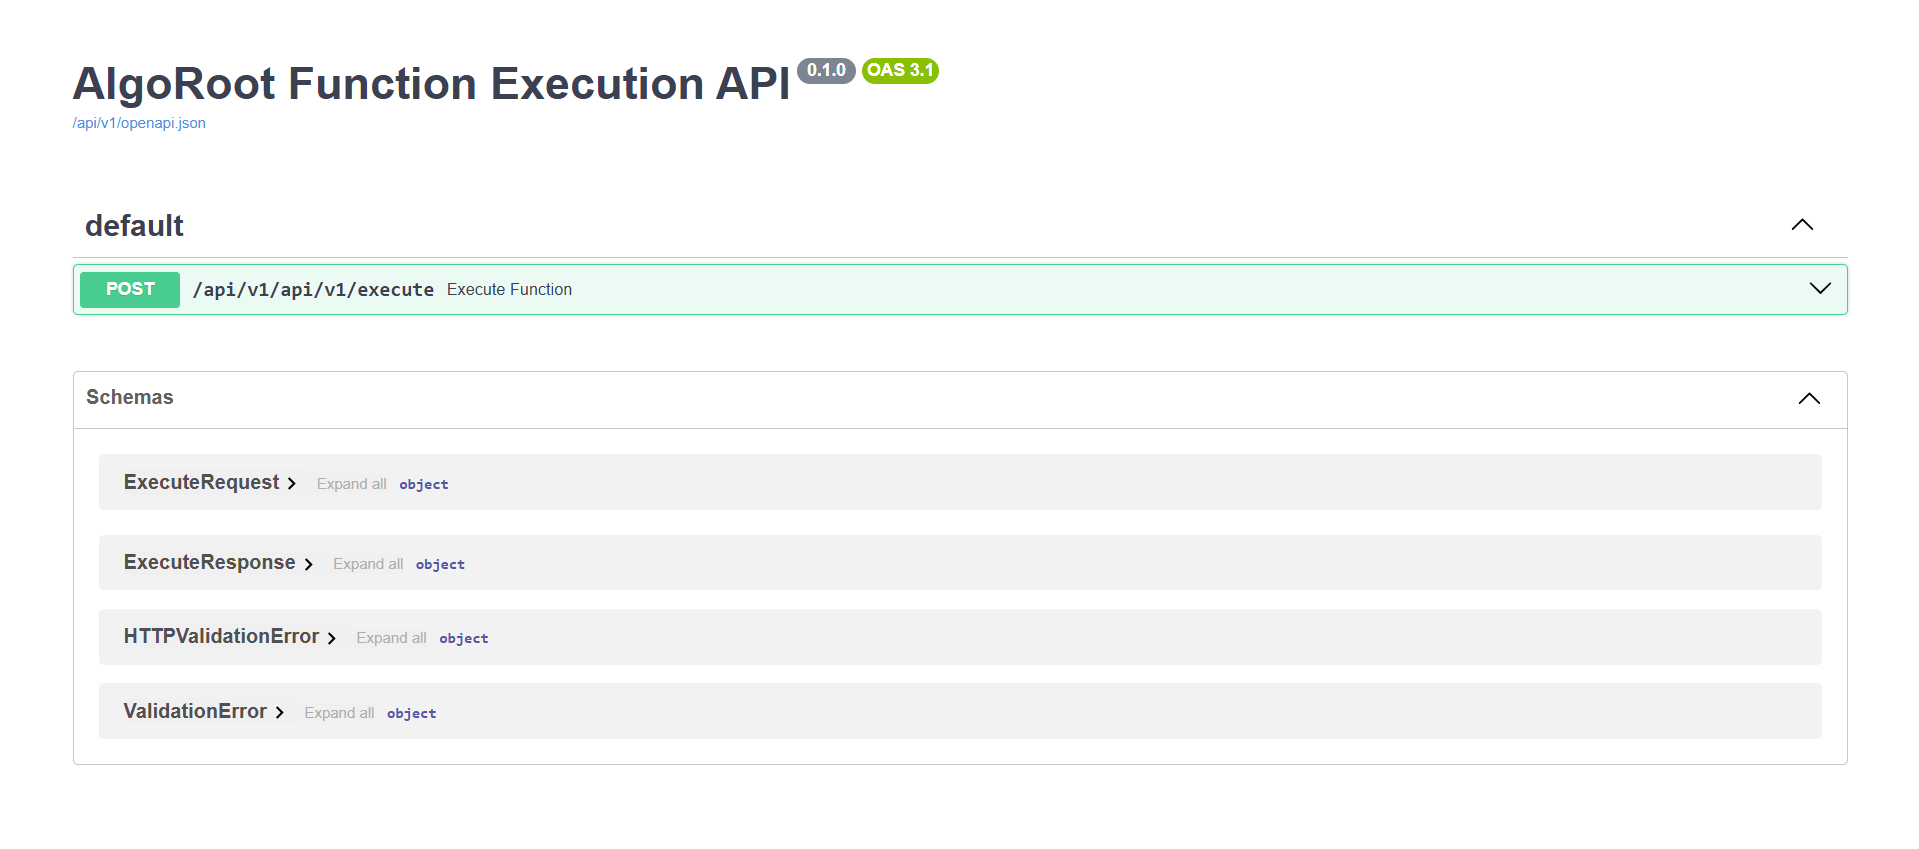 AlgoRoot Function Execution API 0.1.0 OAS 3.1
/api/v1/openapi.json
default
POST /api/v1/api/v1/execute Execute Function
Schemas
ExecuteRequest Expand all object
ExecuteResponse Expand all object
HTTPValidationError Expand all object
ValidationError Expand all object